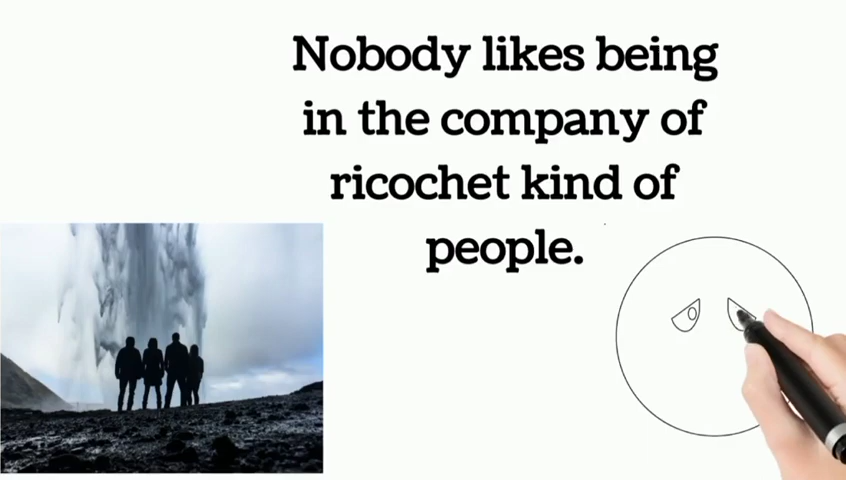 Nobody likes being
in the company of
ricochet kind of
people.